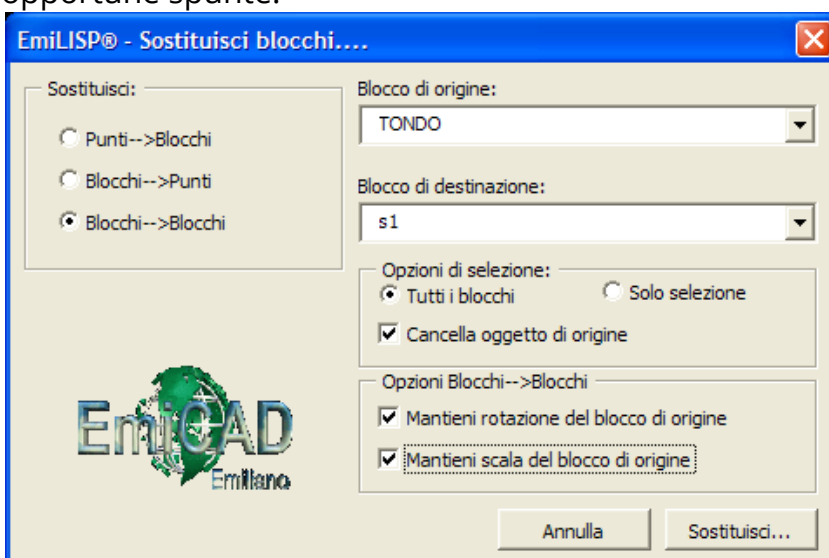 opportune spunte.
EmiLISP® - Sostituisci blocchi....
Sostituisci:
Punti-->Blocchi
Blocchi-->Punti
Blocchi-->Blocchi
Blocco di origine:
TONDO
Blocco di destinazione:
s1
Opzioni di selezione:
Tutti i blocchi Solo selezione
Cancella oggetto di origine
Opzioni Blocchi-->Blocchi
Mantieni rotazione del blocco di origine
Mantieni scala del blocco di origine
EmiCAD
Emiliano
Annulla Sostituisci...